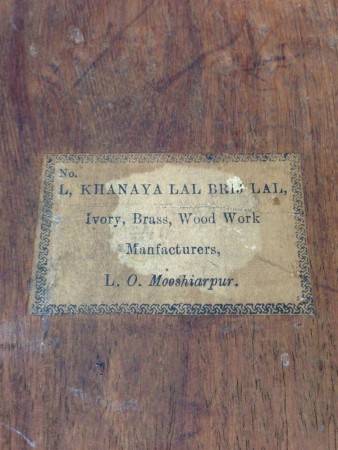 No.
L, KHANAYA LAL BRIJ LAL,
Ivory, Brass, Wood Work
Manfacturers,
L. O. Mooshiarpur.